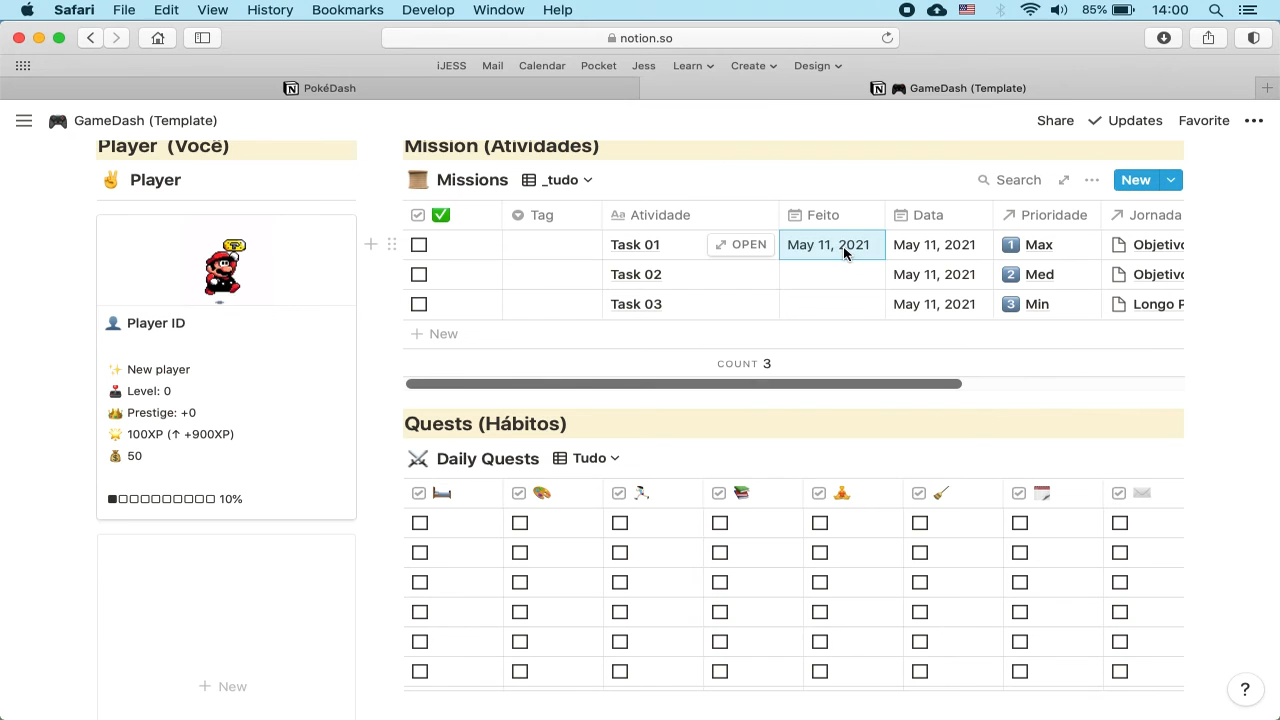 Safari File Edit View History Bookmarks Develop Window Help 85% 14:00
notion.so
iJESS Mail Calendar Pocket Jess Learn Create Design
PokéDash GameDash (Template)
GameDash (Template) Share Updates Favorite
Player (Você)
Player
Player ID
New player
Level: 0
Prestige: +0
100XP (↑ +900XP)
50
10%
+ New
Mission (Atividades)
Missions _tudo Search New
Tag Aa Atividade Feito Data Prioridade Jornada
Task 01 OPEN May 11, 2021 May 11, 2021 1 Max Objetivo
Task 02 May 11, 2021 2 Med Objetivo
Task 03 May 11, 2021 3 Min Longo P
+ New
COUNT 3
Quests (Hábitos)
Daily Quests Tudo
?